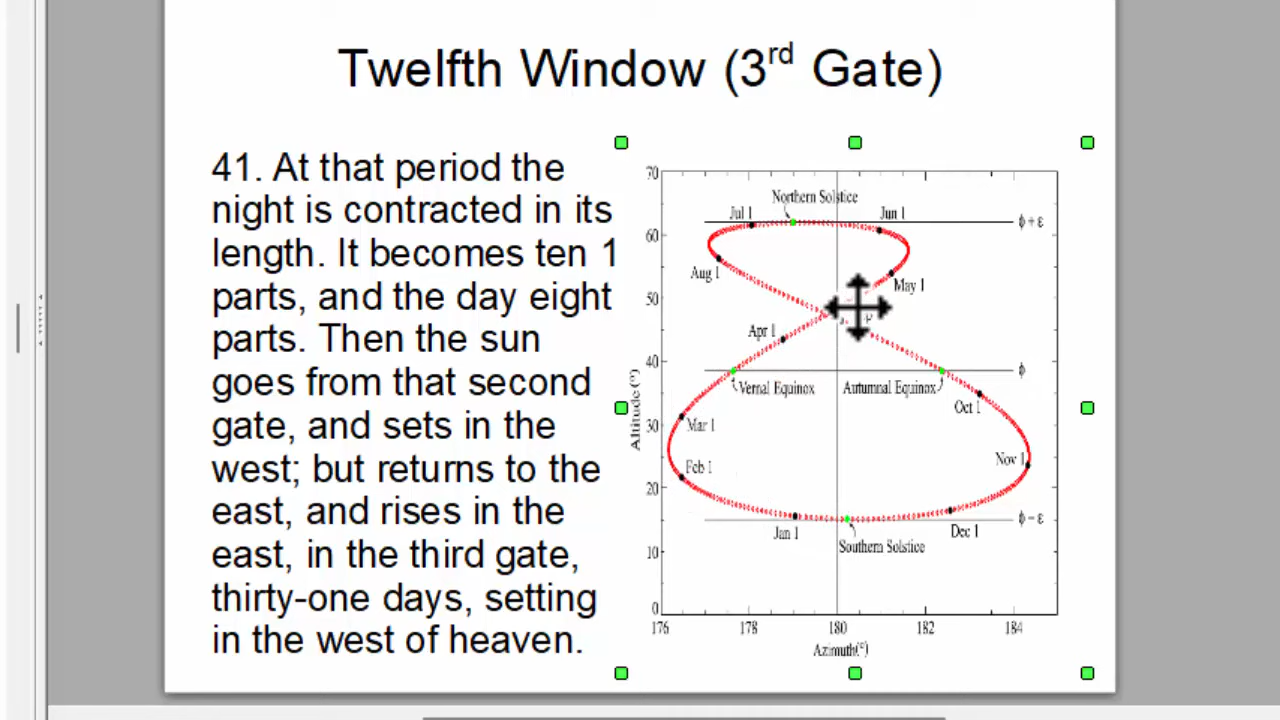 Twelfth Window (3rd Gate)
41. At that period the
night is contracted in its
length. It becomes ten 1
parts, and the day eight
parts. Then the sun
goes from that second
gate, and sets in the
west; but returns to the
east, and rises in the
east, in the third gate,
thirty-one days, setting
in the west of heaven.
70
Northern Solstice
Jul 1
Jun 1
ϕ + ε
60
Aug 1
May 1
50
Apr 1
40
ϕ
Vernal Equinox
Autumnal Equinox
Oct 1
Altitude (°)
Mar 1
30
Nov 1
Feb 1
20
ϕ - ε
Jan 1
Dec 1
Southern Solstice
10
0
176
178
180
182
184
Azimuth(°)